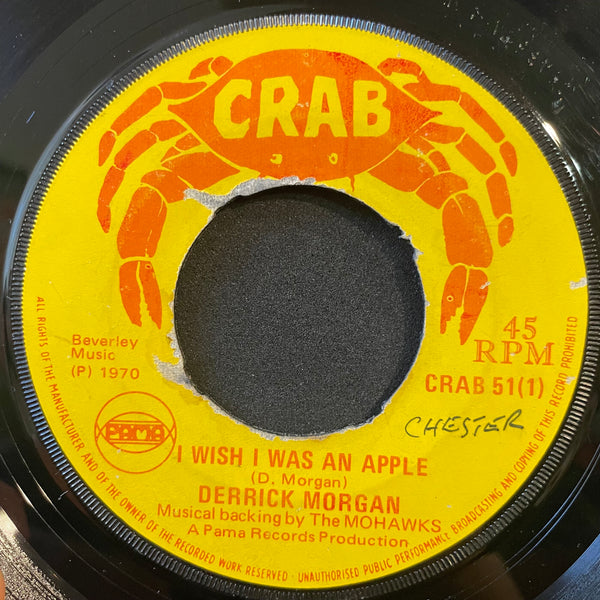 CRAB
Beverley
Music
(P) 1970
45
RPM
CRAB 51(1)
CHESTER
PAMA
I WISH I WAS AN APPLE
(D. Morgan)
DERRICK MORGAN
Musical backing by The MOHAWKS
A Pama Records Production
ALL RIGHTS OF THE MANUFACTURER AND OF THE OWNER OF THE RECORDED WORK RESERVED - UNAUTHORISED PUBLIC PERFORMANCE BROADCASTING AND COPYING OF THIS RECORD PROHIBITED